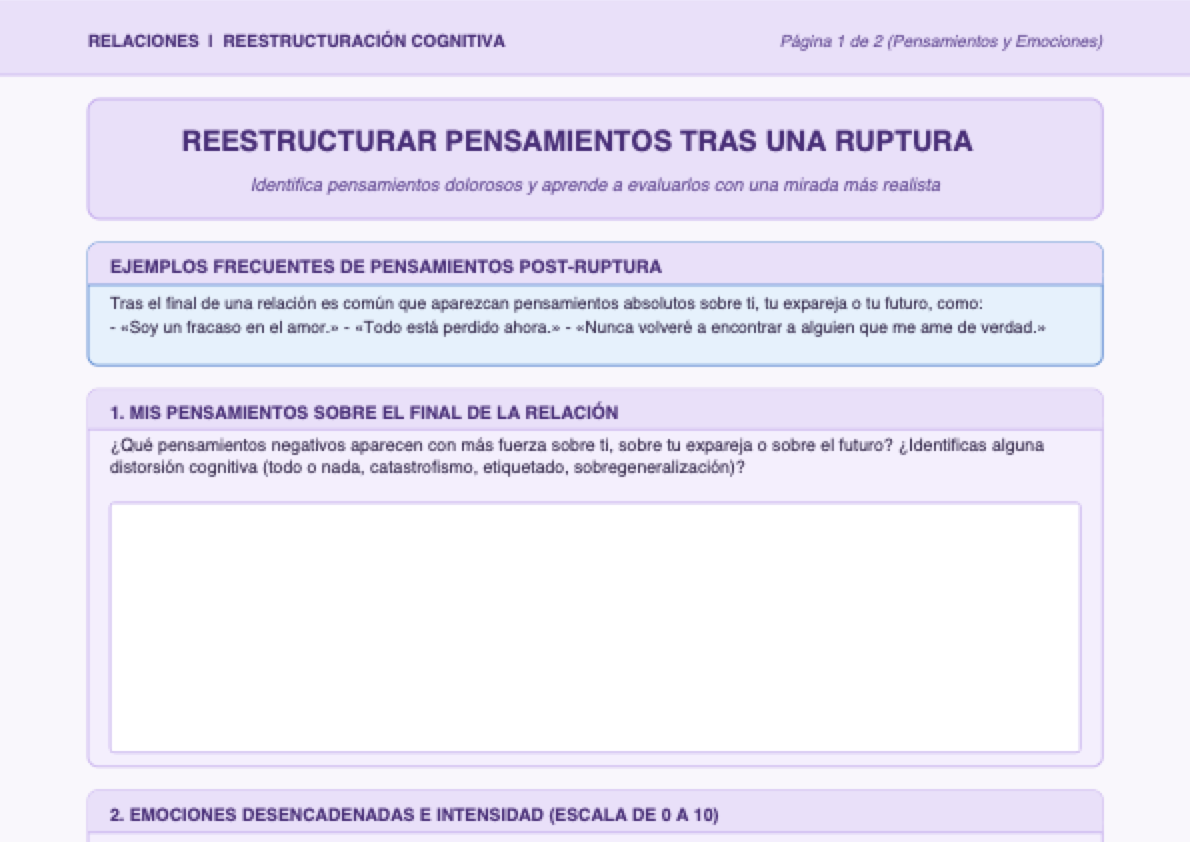 RELACIONES | REESTRUCTURACIÓN COGNITIVA
Página 1 de 2 (Pensamientos y Emociones)
REESTRUCTURAR PENSAMIENTOS TRAS UNA RUPTURA
Identifica pensamientos dolorosos y aprende a evaluarlos con una mirada más realista
EJEMPLOS FRECUENTES DE PENSAMIENTOS POST-RUPTURA
Tras el final de una relación es común que aparezcan pensamientos absolutos sobre ti, tu expareja o tu futuro, como:
- «Soy un fracaso en el amor.» - «Todo está perdido ahora.» - «Nunca volveré a encontrar a alguien que me ame de verdad.»
1. MIS PENSAMIENTOS SOBRE EL FINAL DE LA RELACIÓN
¿Qué pensamientos negativos aparecen con más fuerza sobre ti, sobre tu expareja o sobre el futuro? ¿Identificas alguna
distorsión cognitiva (todo o nada, catastrofismo, etiquetado, sobregeneralización)?
2. EMOCIONES DESENCADENADAS E INTENSIDAD (ESCALA DE 0 A 10)